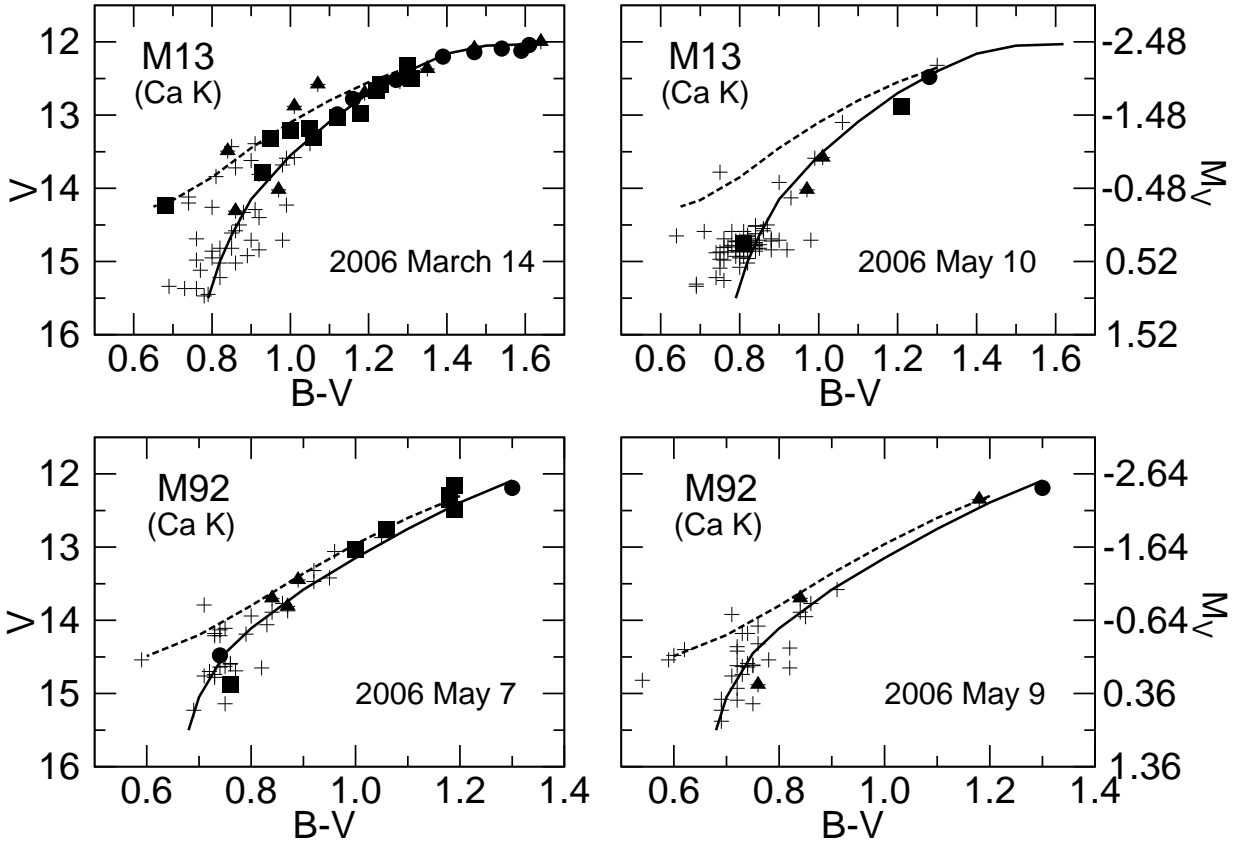 M13
(Ca K)
2006 March 14
V
12
13
14
15
16
0.6 0.8 1.0 1.2 1.4 1.6
B-V
M13
(Ca K)
2006 May 10
-2.48
-1.48
-0.48
0.52
1.52
Mv
0.6 0.8 1.0 1.2 1.4 1.6
B-V
M92
(Ca K)
2006 May 7
V
12
13
14
15
16
0.6 0.8 1.0 1.2 1.4
B-V
M92
(Ca K)
2006 May 9
-2.64
-1.64
-0.64
0.36
1.36
Mv
0.6 0.8 1.0 1.2 1.4
B-V